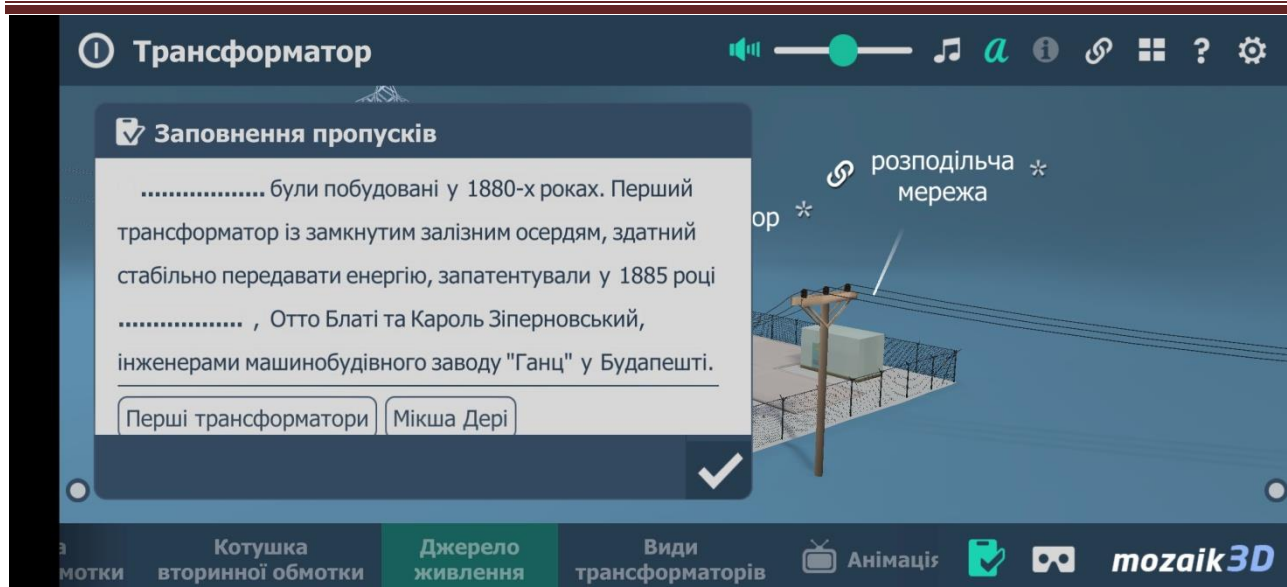 Трансформатор
a
?
Заповнення пропусків
.................. були побудовані у 1880-х роках. Перший
трансформатор із замкнутим залізним осердям, здатний
стабільно передавати енергію, запатентували у 1885 році
.................. , Отто Блаті та Кароль Зіперновський,
інженерами машинобудівного заводу "Ганц" у Будапешті.
Перші трансформатори Мікша Дері
ор *
розподільча *
мережа
а
мотки
Котушка
вторинної обмотки
Джерело
живлення
Види
трансформаторів
Анімація
mozaik3D